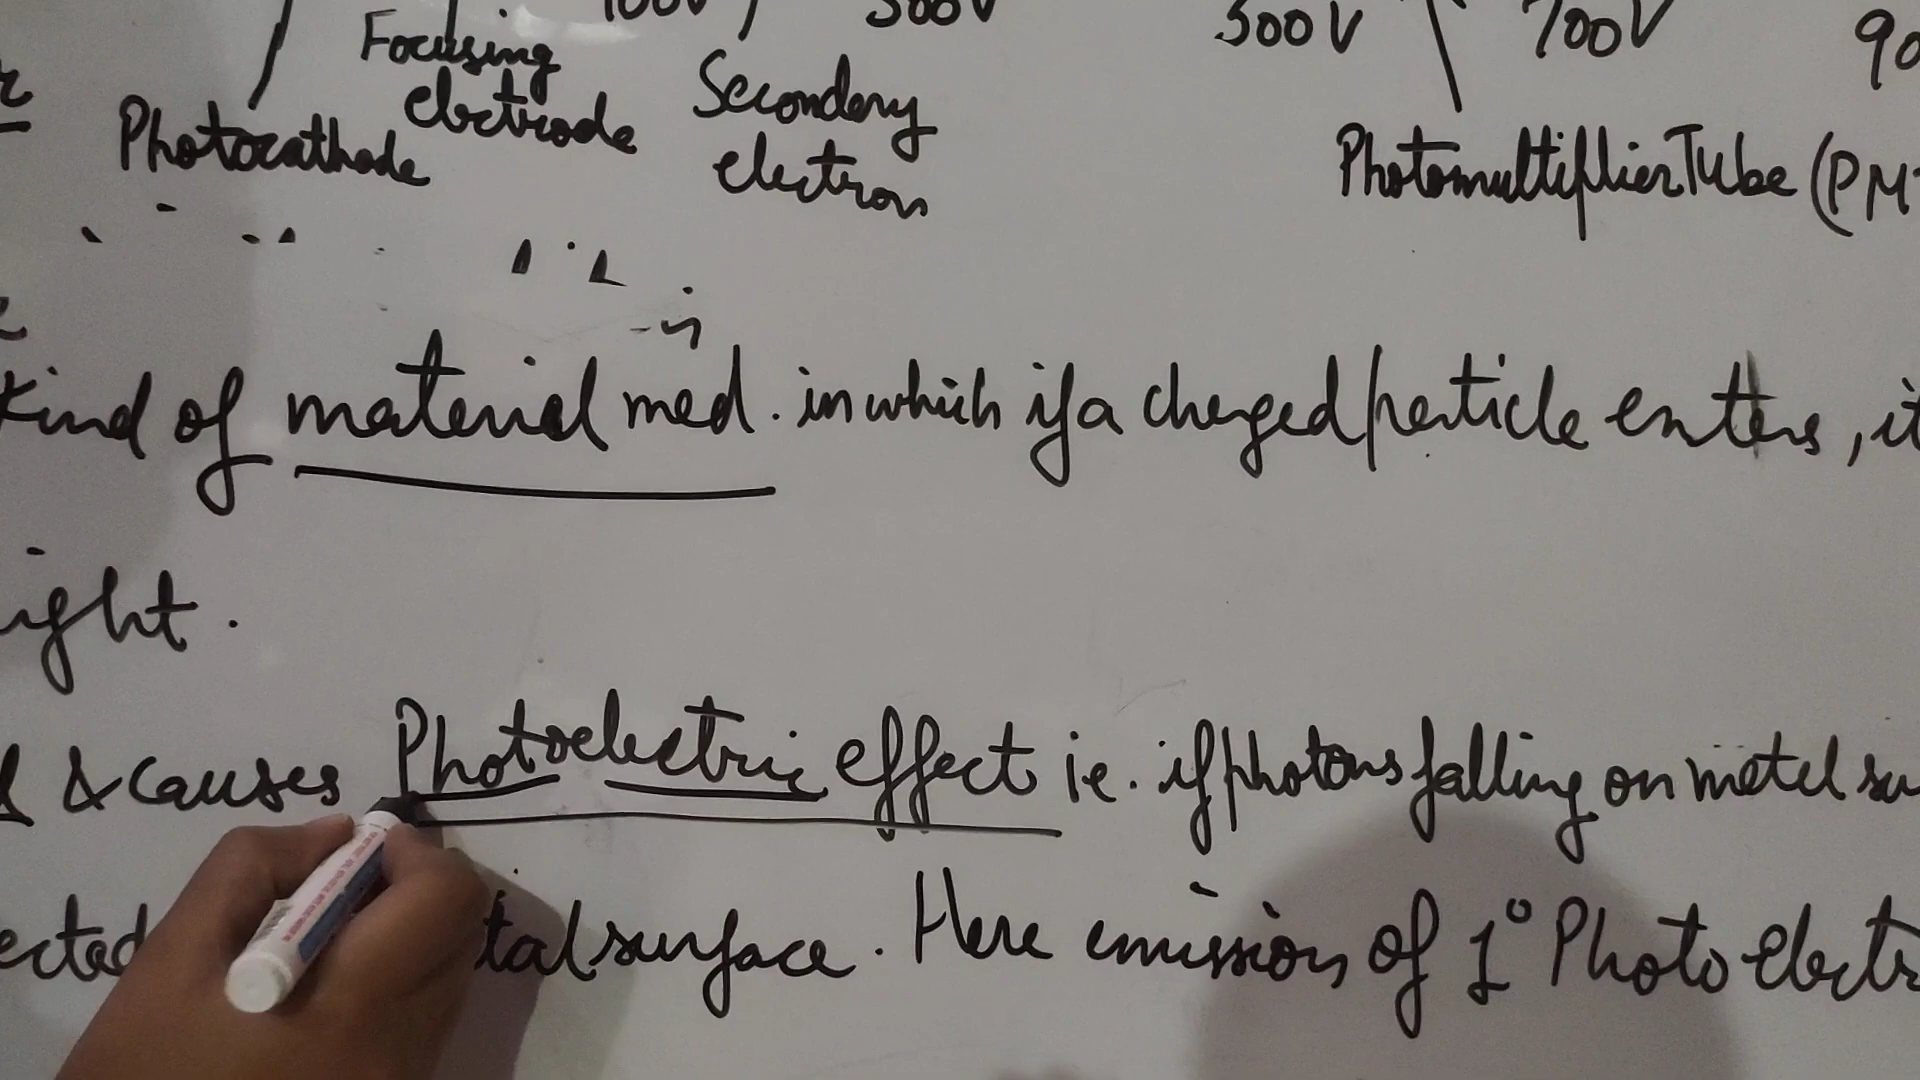 500V 700V
Focusing
electrode
Secondary
electron
Photocathode
Photomultiplier Tube (PM
kind of material med. in which if a charged particle enters, it
ight.
& causes Photoelectric effect ie. if photons falling on metal su
ected tal surface. Here emission of 1° Photo electr